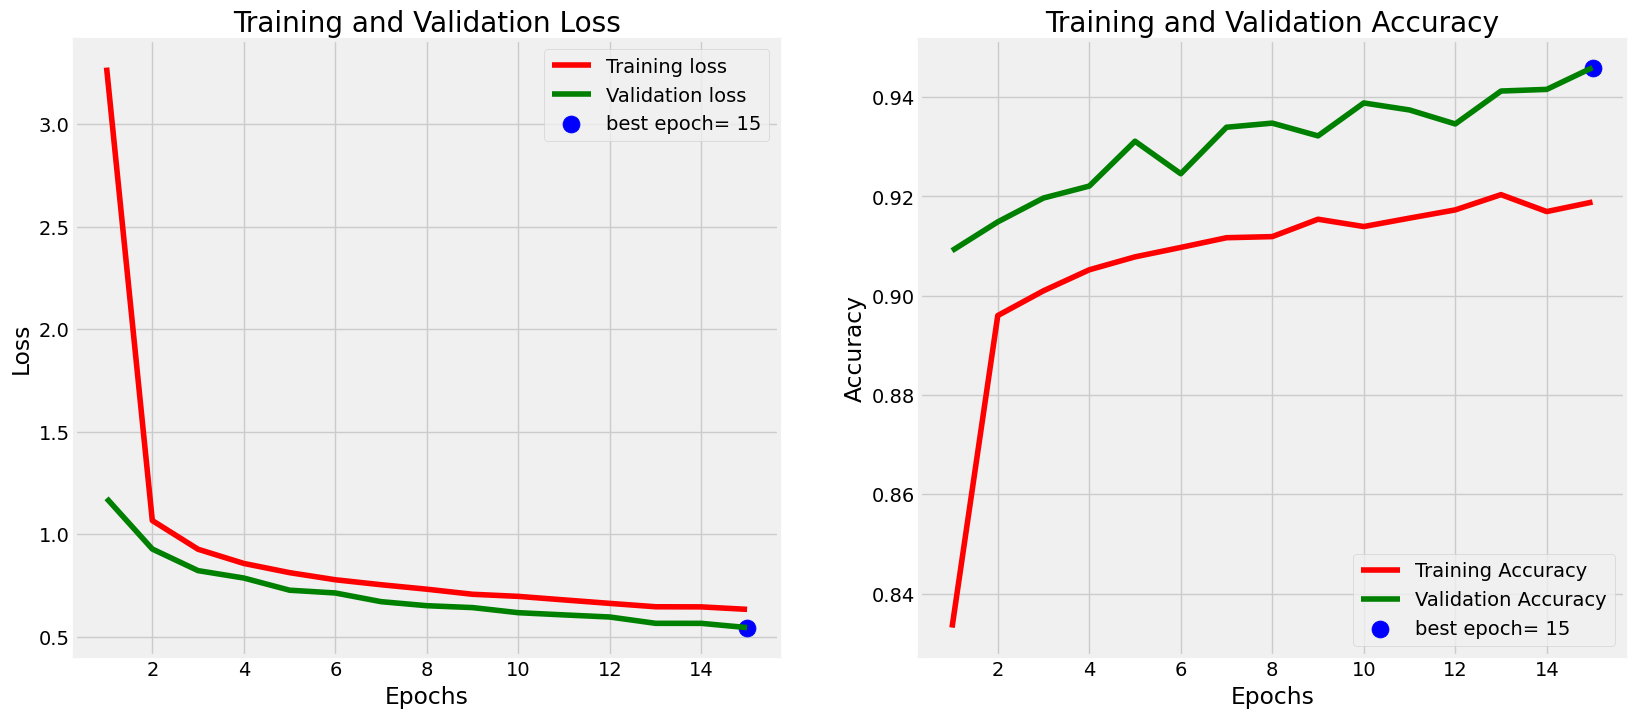 Training and Validation Loss
Training loss
Validation loss
best epoch= 15
3.0
2.5
2.0
1.5
1.0
0.5
Loss
2 4 6 8 10 12 14
Epochs
Training and Validation Accuracy
0.94
0.92
0.90
0.88
0.86
0.84
Accuracy
Training Accuracy
Validation Accuracy
best epoch= 15
2 4 6 8 10 12 14
Epochs